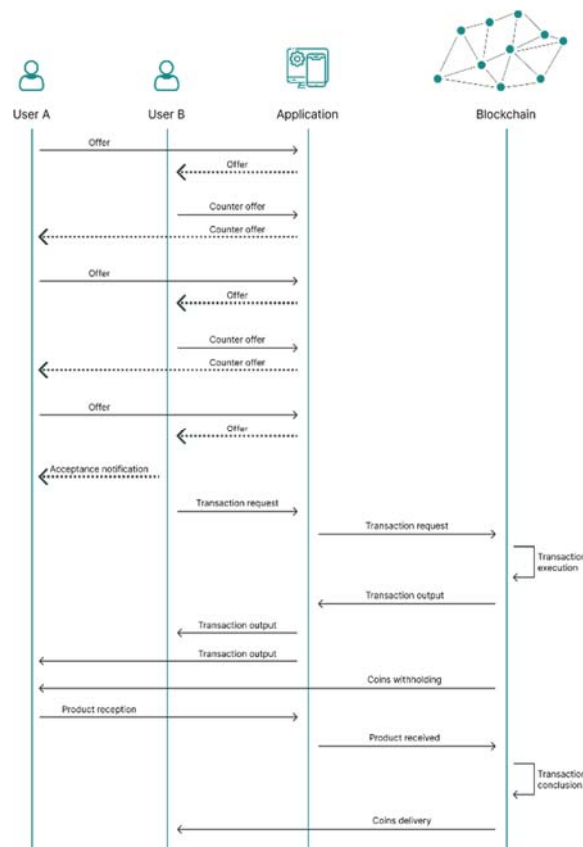 User A
User B
Application
Blockchain
Offer
Offer
Counter offer
Counter offer
Offer
Offer
Counter offer
Counter offer
Offer
Offer
Acceptance notification
Transaction request
Transaction request
Transaction
execution
Transaction output
Transaction output
Transaction output
Coins withholding
Product reception
Product received
Transaction
conclusion
Coins delivery